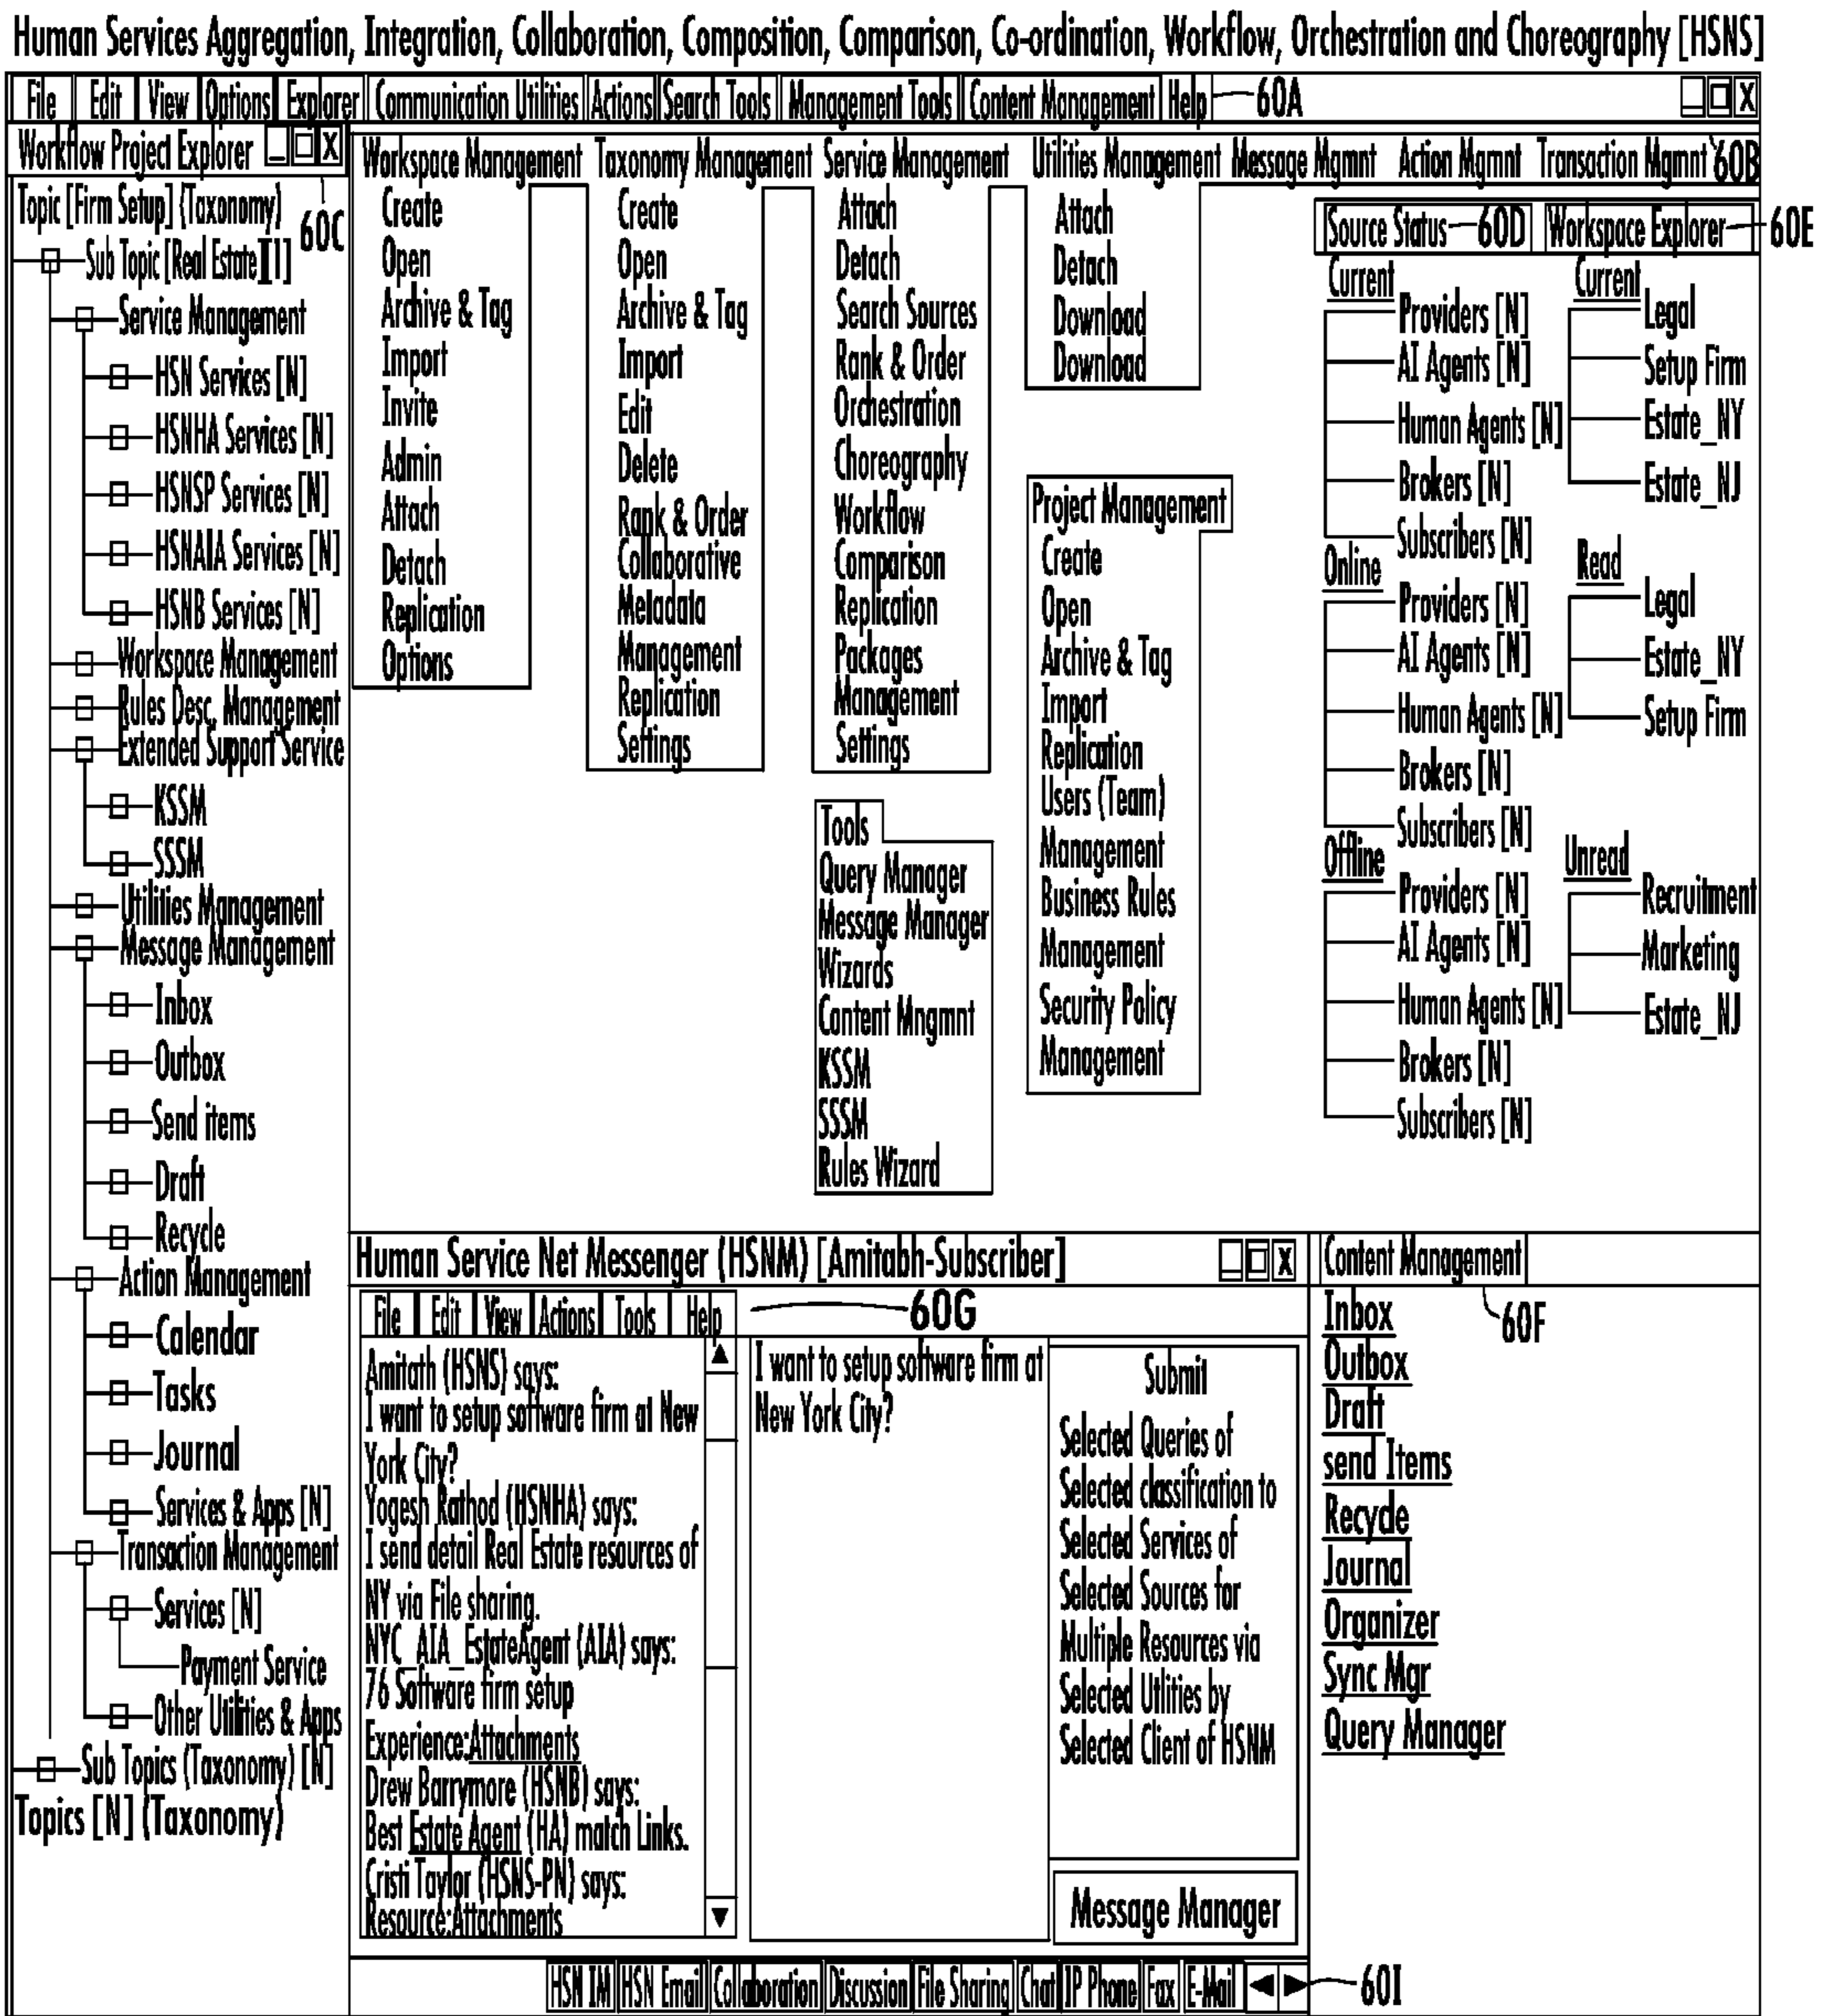 Human Services Aggregation, Integration, Collaboration, Composition, Comparison, Co-ordination, Workflow, Orchestration and Choreography [HSNS]
File Edit View Options Explorer Communication Utilities Actions Search Tools Management Tools Content Management Help 60A
Workflow Project Explorer
60C
Topic [Firm Setup] (Taxonomy)
Sub Topic [Real Estate][1]
Service Management
HSN Services [N]
HSNHA Services [N]
HSNSP Services [N]
HSNAIA Services [N]
HSNB Services [N]
Workspace Management
Rules Desc. Management
Extended Support Service
KSSM
SSSM
Utilities Management
Message Management
Inbox
Outbox
Send items
Draft
Recycle
Action Management
Calendar
Tasks
Journal
Services & Apps [N]
Transaction Management
Services [N]
Payment Service
Other Utilities & Apps
Sub Topics (Taxonomy) [N]
Topics [N] (Taxonomy)
Workspace Management Taxonomy Management Service Management Utilities Management Message Mgmnt Action Mgmnt Transaction Mgmnt 60B
Create
Open
Archive & Tag
Import
Invite
Admin
Attach
Detach
Replication
Options
Create
Open
Archive & Tag
Import
Edit
Delete
Rank & Order
Collaborative
Metadata
Management
Replication
Settings
Attach
Detach
Search Sources
Rank & Order
Orchestration
Choreography
Workflow
Comparison
Replication
Packages
Management
Settings
Attach
Detach
Download
Download
Tools
Query Manager
Message Manager
Wizards
Content Mngmnt
KSSM
SSSM
Rules Wizard
Project Management
Create
Open
Archive & Tag
Import
Replication
Users (Team)
Management
Business Rules
Management
Security Policy
Management
Source Status 60D
Current
Providers [N]
AI Agents [N]
Human Agents [N]
Brokers [N]
Subscribers [N]
Online
Providers [N]
AI Agents [N]
Human Agents [N]
Brokers [N]
Subscribers [N]
Offline
Providers [N]
AI Agents [N]
Human Agents [N]
Brokers [N]
Subscribers [N]
Workspace Explorer 60E
Current
Legal
Setup Firm
Estate_NY
Estate_NJ
Read
Legal
Estate_NY
Setup Firm
Unread
Recruitment
Marketing
Estate_NJ
Human Service Net Messenger (HSNM) [Amitabh-Subscriber]
File Edit View Actions Tools Help 60G
Amitath (HSNS) says:
I want to setup software firm at New
York City?
Yogesh Rathod (HSNHA) says:
I send detail Real Estate resources of
NY via File sharing.
NYC_AIA_EstateAgent (AIA) says:
76 Software firm setup
Experience:Attachments
Drew Barrymore (HSNB) says:
Best Estate Agent (HA) match Links.
Cristi Taylor (HSNS-PN) says:
Resource:Attachments
I want to setup software firm at
New York City?
Submit
Selected Queries of
Selected classification to
Selected Services of
Selected Sources for
Multiple Resources via
Selected Utlities by
Selected Client of HSNM
Message Manager
HSN IM HSN Email Collaboration Discussion File Sharing Chat IP Phone Fax E-Mail 60I
Content Management
60F
Inbox
Outbox
Draft
send Items
Recycle
Journal
Organizer
Sync Mgr
Query Manager